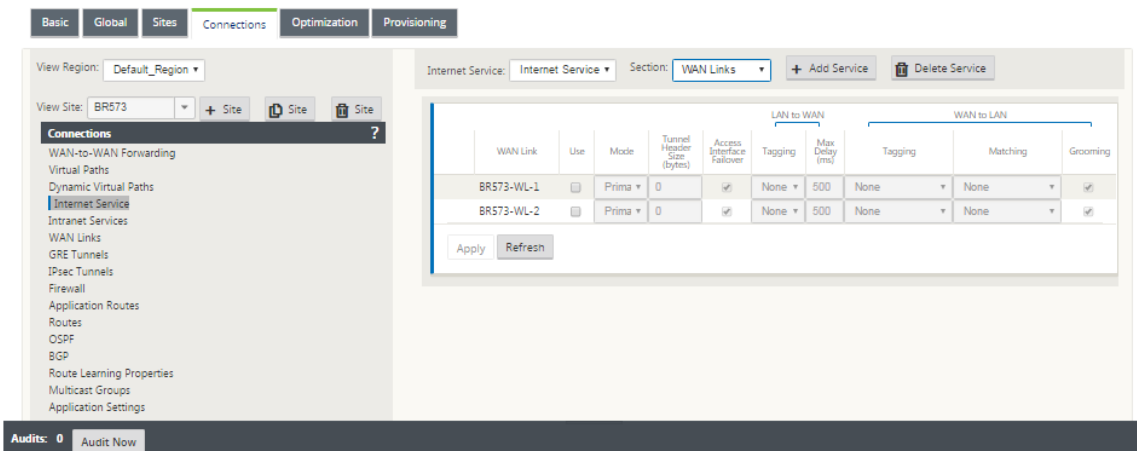 Basic Global Sites Connections Optimization Provisioning
View Region: Default_Region
Internet Service: Internet Service Section: WAN Links + Add Service Delete Service
View Site: BR573 + Site Site Site
Connections ?
WAN-to-WAN Forwarding
Virtual Paths
Dynamic Virtual Paths
Internet Service
Intranet Services
WAN Links
GRE Tunnels
IPsec Tunnels
Firewall
Application Routes
Routes
OSPF
BGP
Route Learning Properties
Multicast Groups
Application Settings
LAN to WAN WAN to LAN
WAN Link Use Mode Tunnel Header Size (bytes) Access Interface Failover Tagging Max Delay (ms) Tagging Matching Grooming
BR573-WL-1 Prima 0 None 500 None None
BR573-WL-2 Prima 0 None 500 None None
Apply Refresh
Audits: 0 Audit Now